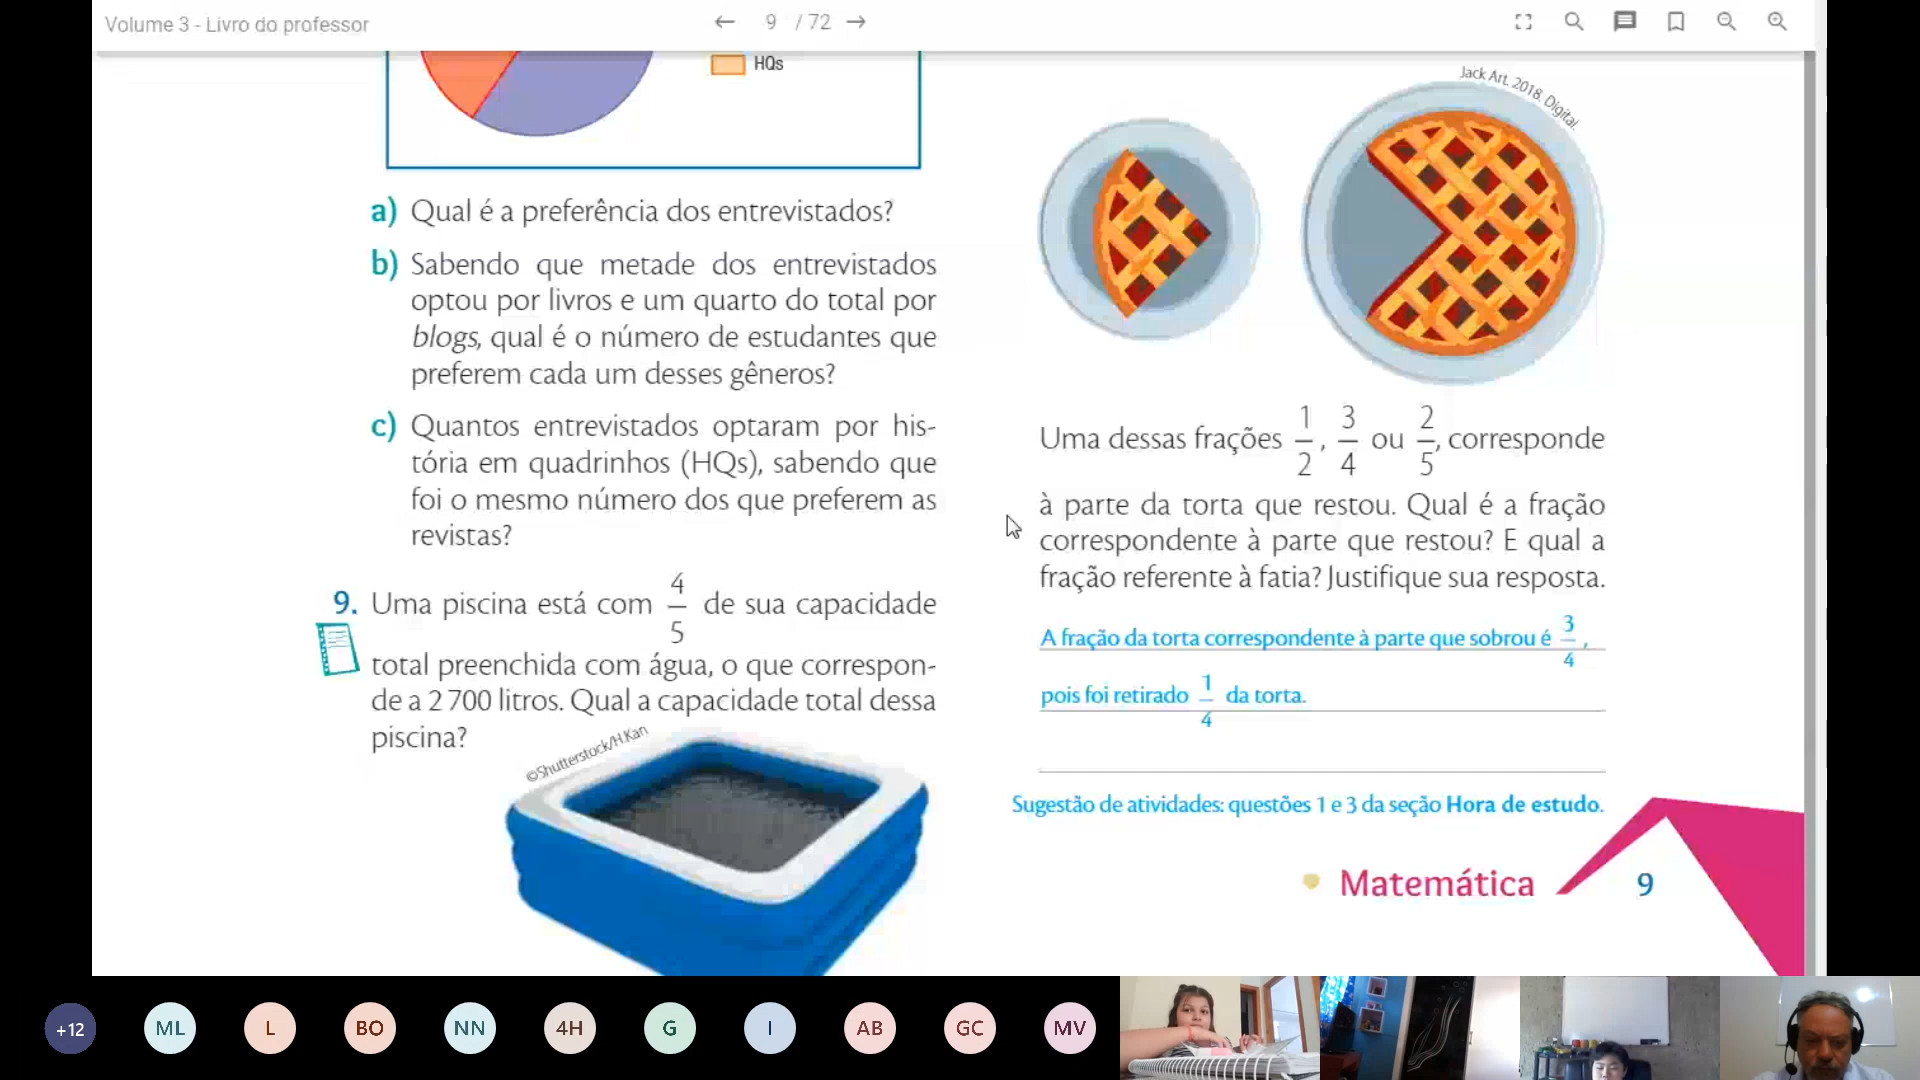 Volume 3 - Livro do professor
9 / 72
HQs
a) Qual é a preferência dos entrevistados?
b) Sabendo que metade dos entrevistados
optou por livros e um quarto do total por
blogs, qual é o número de estudantes que
preferem cada um desses gêneros?
c) Quantos entrevistados optaram por his-
tória em quadrinhos (HQs), sabendo que
foi o mesmo número dos que preferem as
revistas?
9. Uma piscina está com 4/5 de sua capacidade
total preenchida com água, o que correspon-
de a 2 700 litros. Qual a capacidade total dessa
piscina?
©Shutterstock/H.Kan
Jack Art. 2018. Digital.
Uma dessas frações 1/2, 3/4 ou 2/5, corresponde
à parte da torta que restou. Qual é a fração
correspondente à parte que restou? E qual a
fração referente à fatia? Justifique sua resposta.
A fração da torta correspondente à parte que sobrou é 3/4,
pois foi retirado 1/4 da torta.
Sugestão de atividades: questões 1 e 3 da seção Hora de estudo.
Matemática 9
+12 ML L BO NN 4H G I AB GC MV